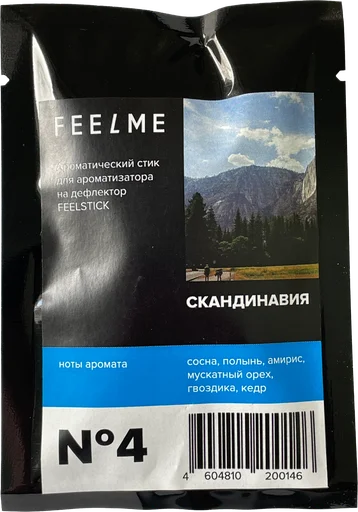 FEELME
Ароматический стик
для ароматизатора
на дефлектор
FEELSTICK
СКАНДИНАВИЯ
ноты аромата
сосна, полынь, амирис,
мускатный орех,
гвоздика, кедр
Nº4
4 604810 200146